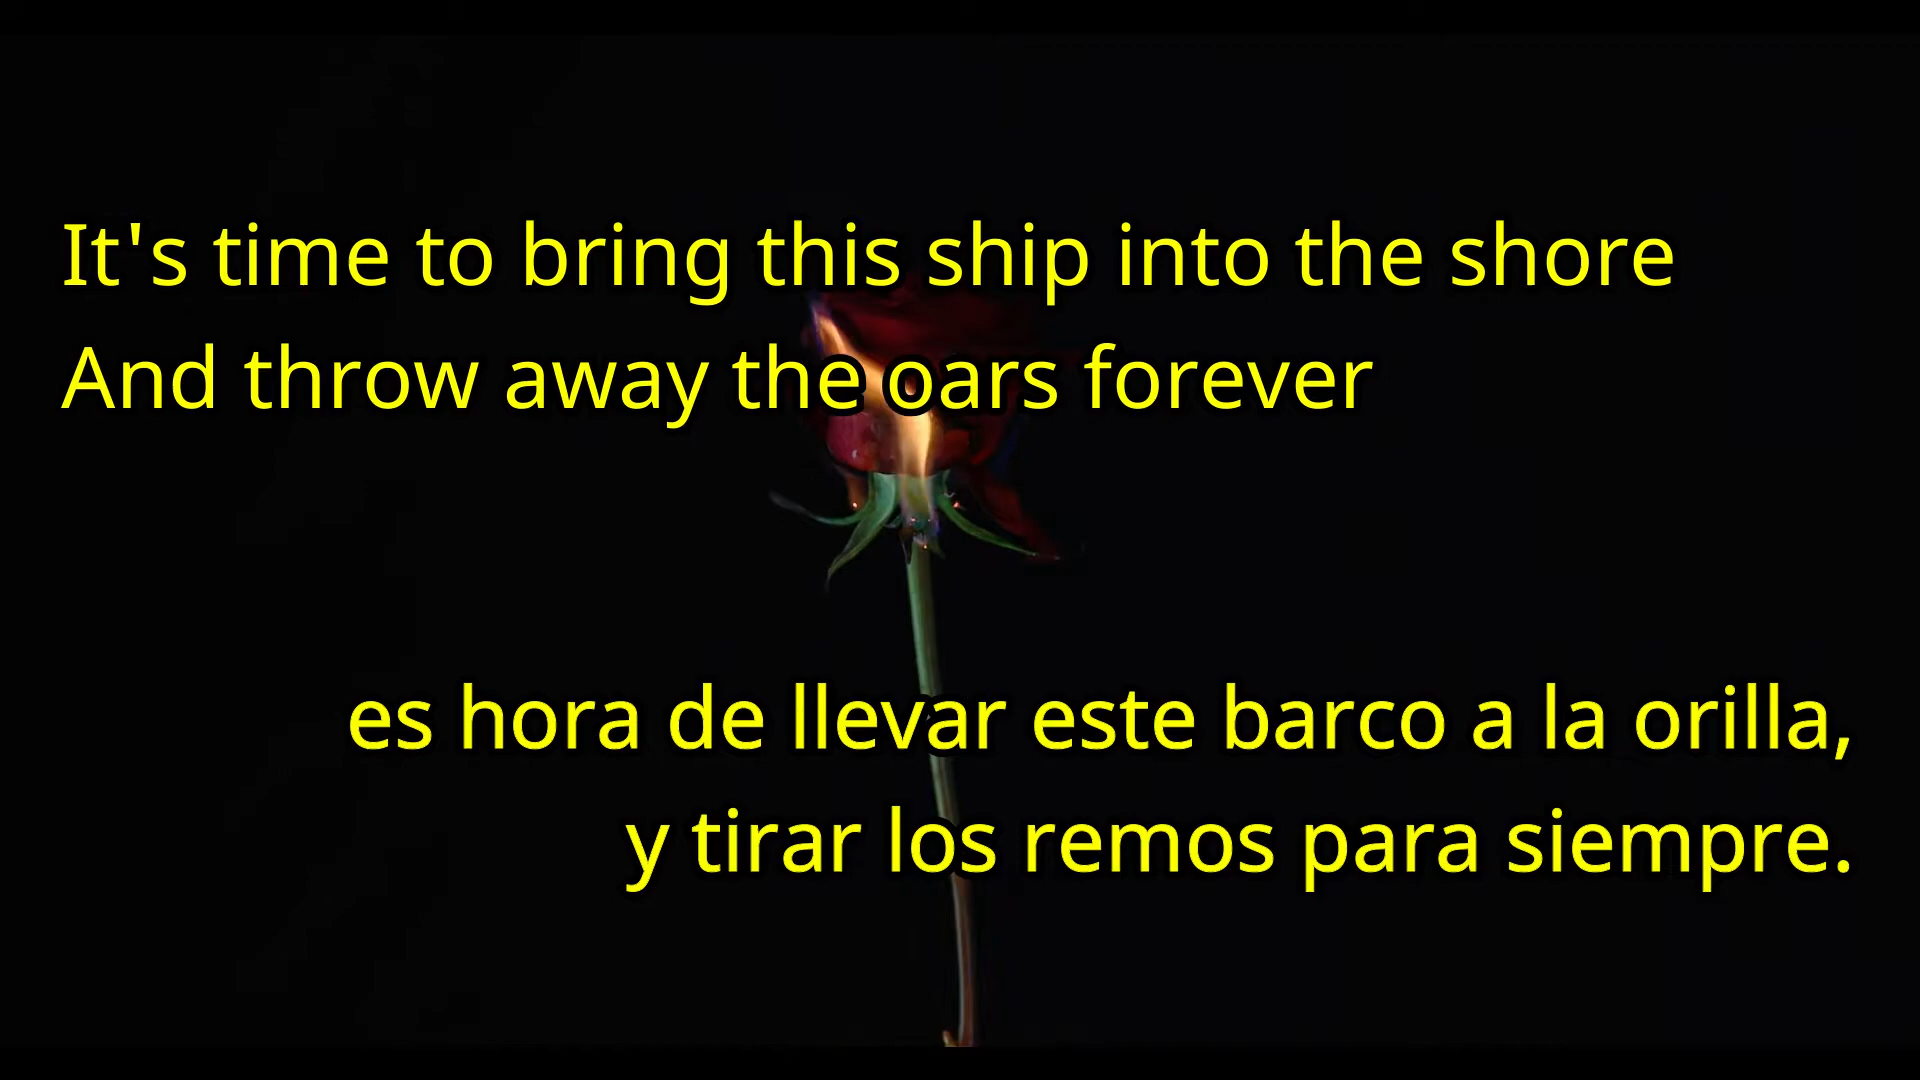 It's time to bring this ship into the shore
And throw away the oars forever
es hora de llevar este barco a la orilla,
y tirar los remos para siempre.